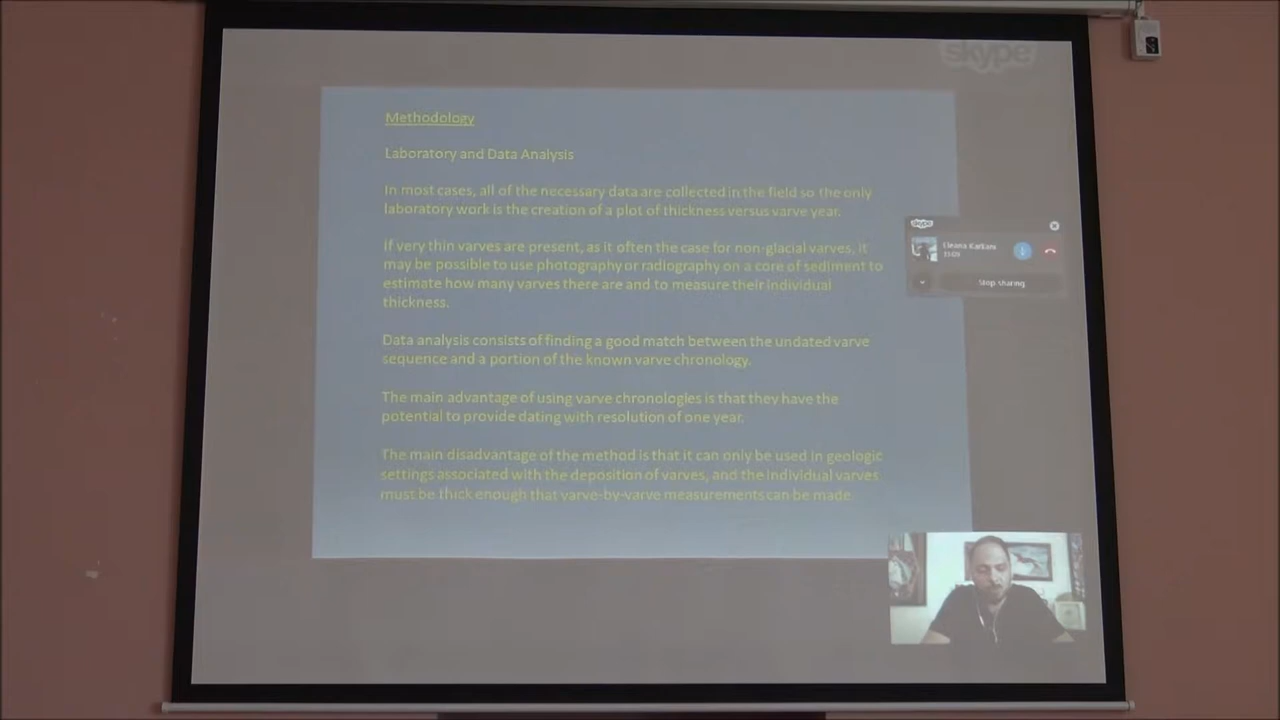 skype
Methodology
Laboratory and Data Analysis
In most cases, all of the necessary data are collected in the field so the only
laboratory work is the creation of a plot of thickness versus varve year.
If very thin varves are present, as it often the case for non-glacial varves, it
may be possible to use photography or radiography on a core of sediment to
estimate how many varves there are and to measure their individual
thickness.
Data analysis consists of finding a good match between the undated varve
sequence and a portion of the known varve chronology.
The main advantage of using varve chronologies is that they have the
potential to provide dating with resolution of one year.
The main disadvantage of the method is that it can only be used in geologic
settings associated with the deposition of varves, and the individual varves
must be thick enough that varve-by-varve measurements can be made.
skype
Stop sharing